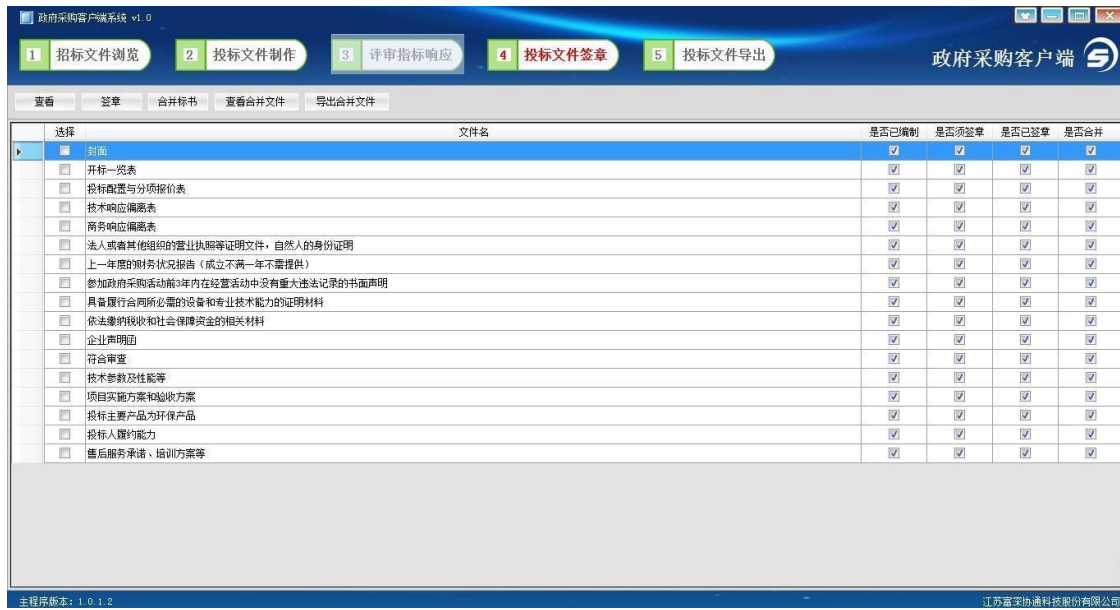 政府采购客户端系统 v1.0
1 招标文件浏览 2 投标文件制作 3 评审指标响应 4 投标文件签章 5 投标文件导出 政府采购客户端
查看 签章 合并标书 查看合并文件 导出合并文件
选择 文件名 是否已编制 是否须签章 是否已签章 是否合并
封面
开标一览表
投标配置与分项报价表
技术响应偏离表
商务响应偏离表
法人或者其他组织的营业执照等证明文件，自然人的身份证明
上一年度的财务状况报告（成立不满一年不需提供）
参加政府采购活动前3年内在经营活动中没有重大违法记录的书面声明
具备履行合同所必需的设备和专业技术能力的证明材料
依法缴纳税收和社会保障资金的相关材料
企业声明函
符合审查
技术参数及性能等
项目实施方案和验收方案
投标主要产品为环保产品
投标人履约能力
售后服务承诺、培训方案等
主程序版本：1.0.1.2 江苏富深协通科技股份有限公司